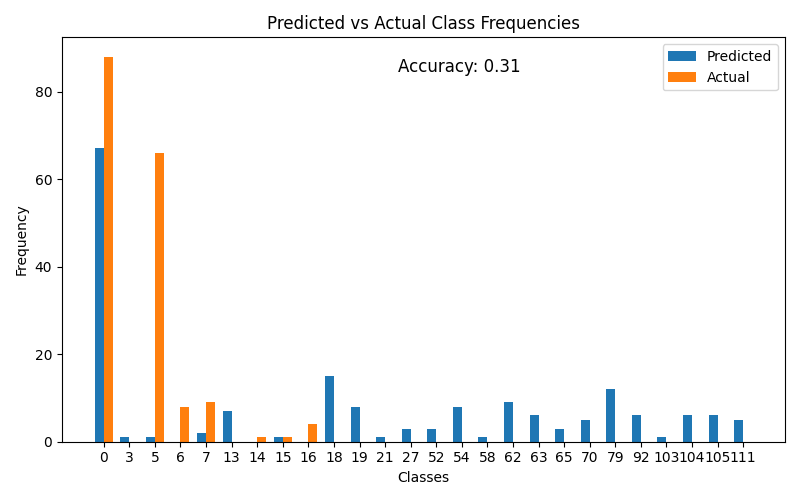 Predicted vs Actual Class Frequencies
Accuracy: 0.31
Predicted
Actual
Frequency
80
60
40
20
0
0 3 5 6 7 13 14 15 16 18 19 21 27 52 54 58 62 63 65 70 79 92 103 104 105 111
Classes